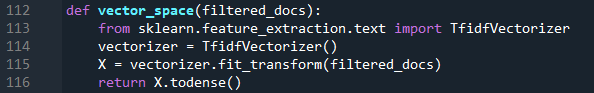 112 def vector_space(filtered_docs):
113     from sklearn.feature_extraction.text import TfidfVectorizer
114     vectorizer = TfidfVectorizer()
115     X = vectorizer.fit_transform(filtered_docs)
116     return X.todense()